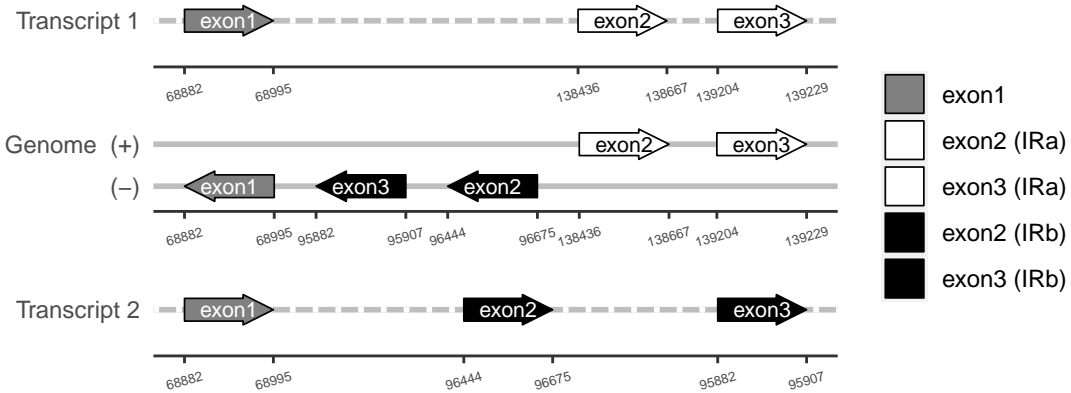 Transcript 1 exon1 exon2 exon3
68882 68995 138436 138667 139204 139229
Genome (+) exon2 exon3
(−) exon1 exon3 exon2
68882 68995 95882 95907 96444 96675 138436 138667 139204 139229
Transcript 2 exon1 exon2 exon3
68882 68995 96444 96675 95882 95907
exon1
exon2 (IRa)
exon3 (IRa)
exon2 (IRb)
exon3 (IRb)